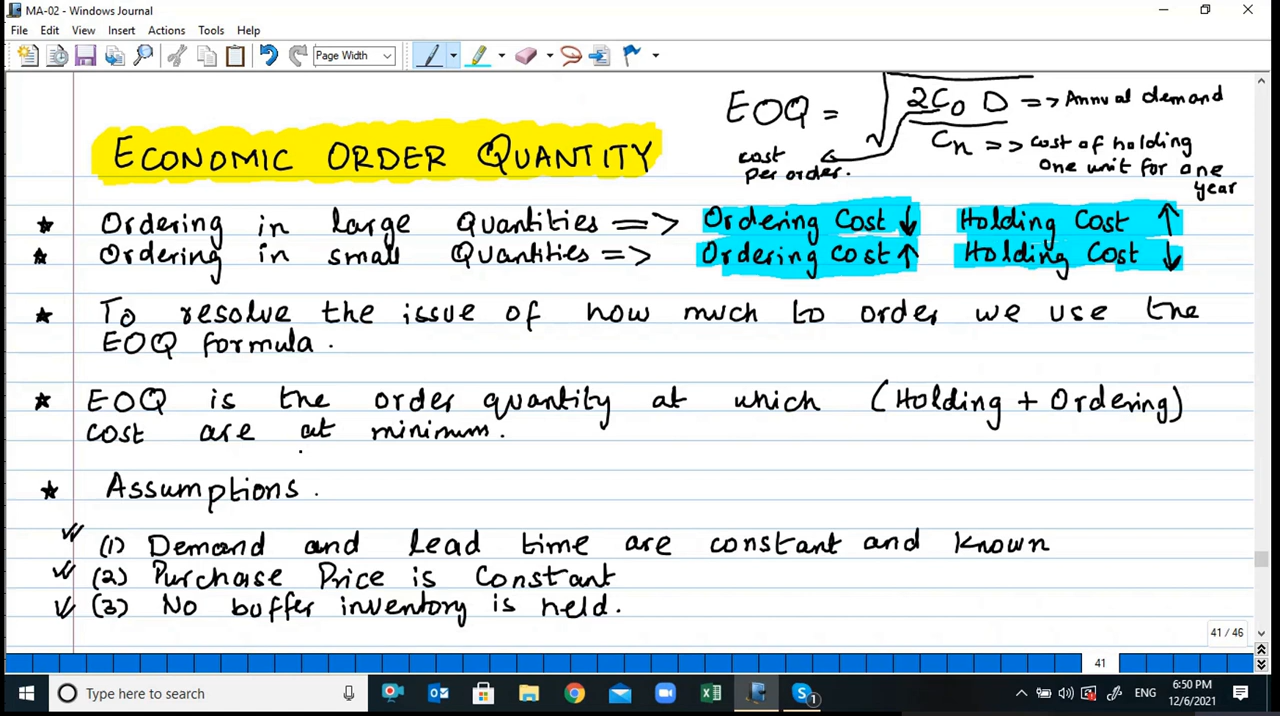 MA-02 - Windows Journal
File Edit View Insert Actions Tools Help
Page Width
EOQ = √ 2Co D => Annual demand
Cn => cost of holding one unit for one year
cost per order.
ECONOMIC ORDER QUANTITY
★ Ordering in large Quantities => Ordering Cost ↓ Holding Cost ↑
★ Ordering in small Quantities => Ordering cost ↑ Holding Cost ↓
★ To resolve the issue of how much to order we use the
EOQ formula.
★ EOQ is the order quantity at which (Holding + Ordering)
cost are at minimum.
★ Assumptions.
(1) Demand and lead time are constant and known
(2) Purchase Price is Constant
(3) No buffer inventory is held.
41 / 46
41
Type here to search
1
ENG
6:50 PM
12/6/2021